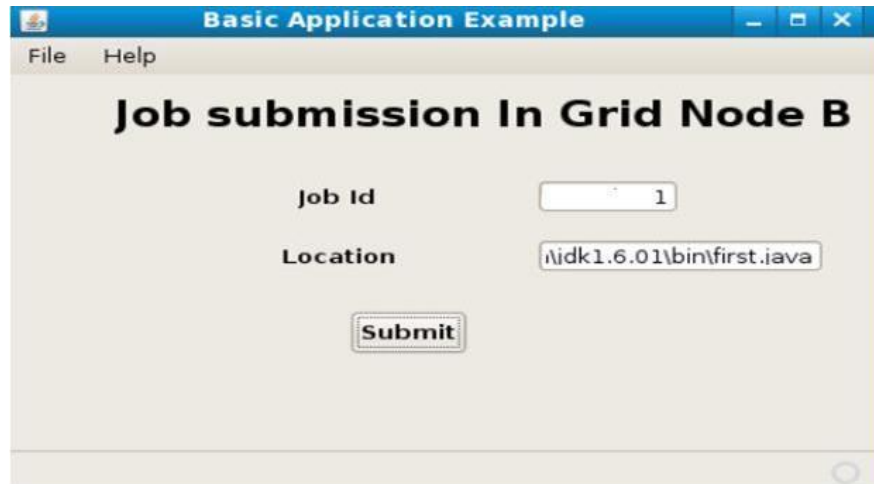 Basic Application Example
File Help
Job submission In Grid Node B
Job Id 1
Location \jdk1.6.01\bin\first.java
Submit